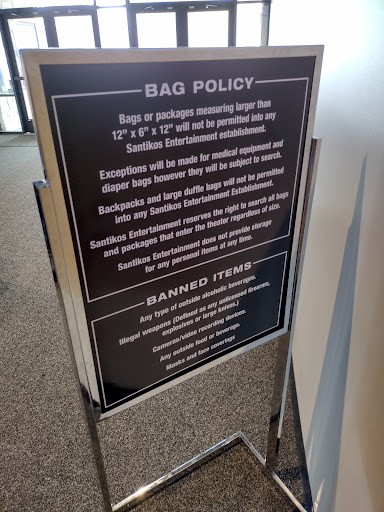 BAG POLICY
Bags or packages measuring larger than
12" x 6" x 12" will not be permitted into any
Santikos Entertainment establishment.
Exceptions will be made for medical equipment and
diaper bags however they will be subject to search.
Backpacks and large duffle bags will not be permitted
into any Santikos Entertainment Establishment.
Santikos Entertainment reserves the right to search all bags
and packages that enter the theater regardless of size.
Santikos Entertainment does not provide storage
for any personal items at any time.
BANNED ITEMS
Any type of outside alcoholic beverages.
Illegal weapons (Defined as any unlicensed firearms,
explosives or large knives.)
Cameras/video recording devices.
Any outside food or beverage.
Masks and face coverings